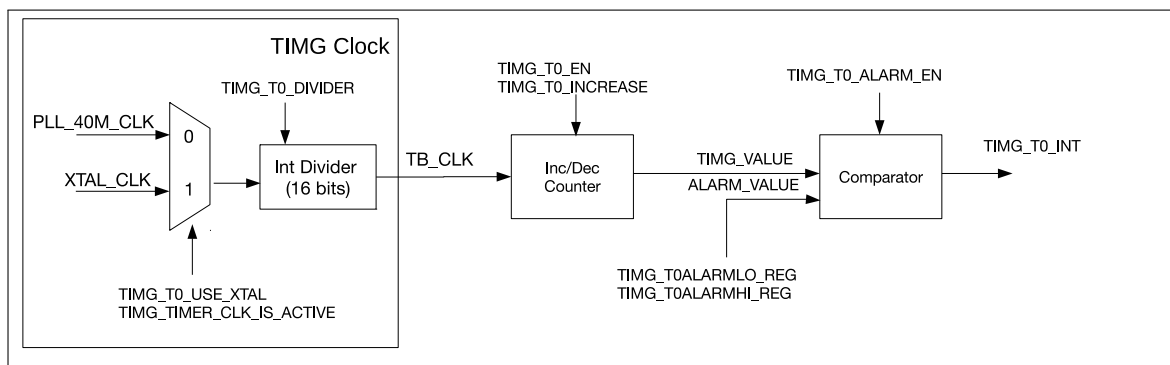 TIMG Clock
TIMG_T0_DIVIDER
PLL_40M_CLK
0
XTAL_CLK
1
Int Divider
(16 bits)
TIMG_T0_USE_XTAL
TIMG_TIMER_CLK_IS_ACTIVE
TB_CLK
TIMG_T0_EN
TIMG_T0_INCREASE
Inc/Dec
Counter
TIMG_VALUE
ALARM_VALUE
TIMG_T0ALARMLO_REG
TIMG_T0ALARMHI_REG
TIMG_T0_ALARM_EN
Comparator
TIMG_T0_INT